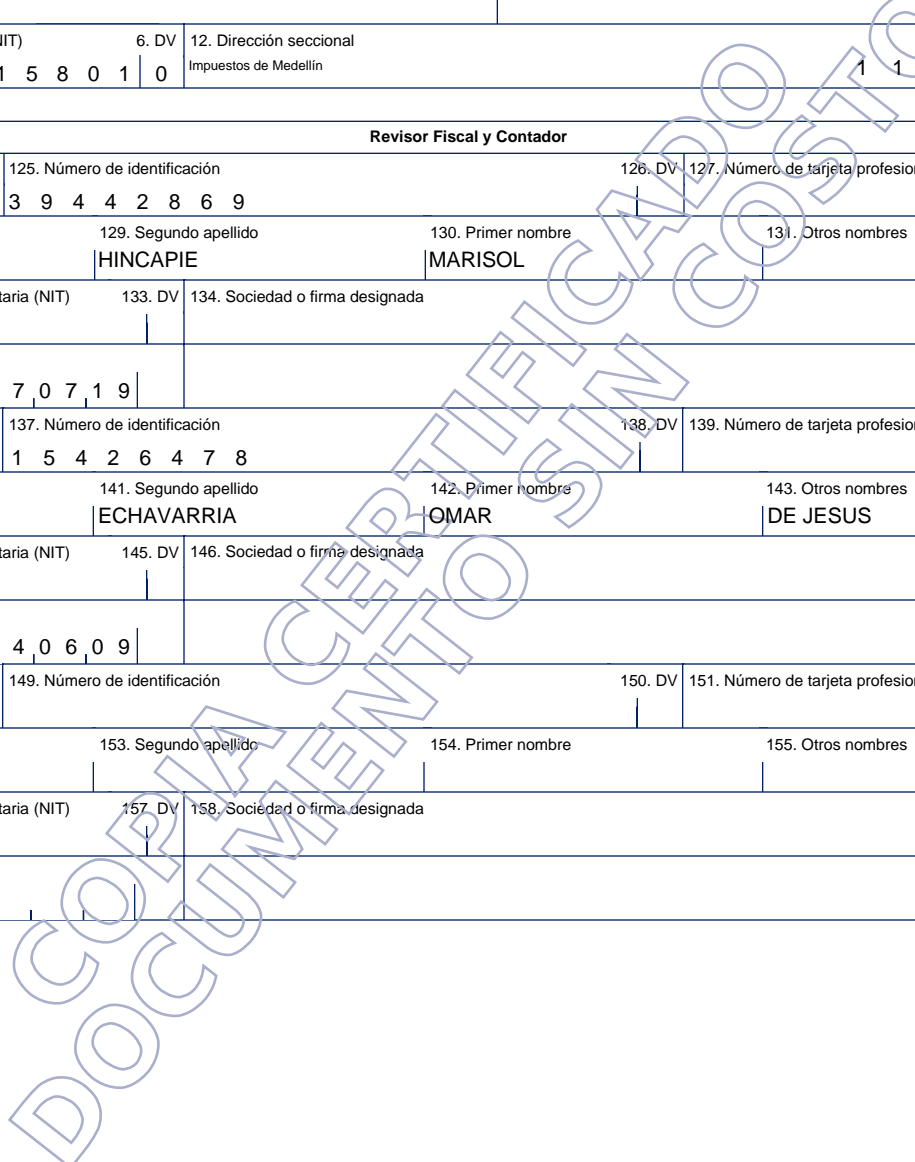 NIT) 6. DV 12. Dirección seccional
1 5 8 0 1 0 Impuestos de Medellín 1 1
Revisor Fiscal y Contador
125. Número de identificación 126. DV 127. Número de tarjeta profesion
3 9 4 4 2 8 6 9
129. Segundo apellido 130. Primer nombre 131. Otros nombres
HINCAPIE MARISOL
taria (NIT) 133. DV 134. Sociedad o firma designada
7 0 7 1 9
137. Número de identificación 138. DV 139. Número de tarjeta profesion
1 5 4 2 6 4 7 8
141. Segundo apellido 142. Primer nombre 143. Otros nombres
ECHAVARRIA OMAR DE JESUS
taria (NIT) 145. DV 146. Sociedad o firma designada
4 0 6 0 9
149. Número de identificación 150. DV 151. Número de tarjeta profesion
153. Segundo apellido 154. Primer nombre 155. Otros nombres
taria (NIT) 157. DV 158. Sociedad o firma designada
COPIA CERTIFICADO
DOCUMENTO SIN COSTO